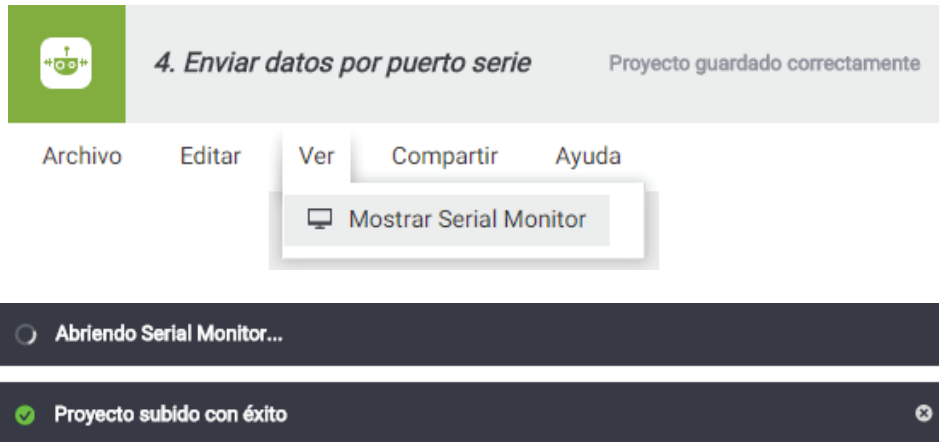 4. Enviar datos por puerto serie Proyecto guardado correctamente
Archivo Editar Ver Compartir Ayuda
Mostrar Serial Monitor
Abriendo Serial Monitor...
Proyecto subido con éxito